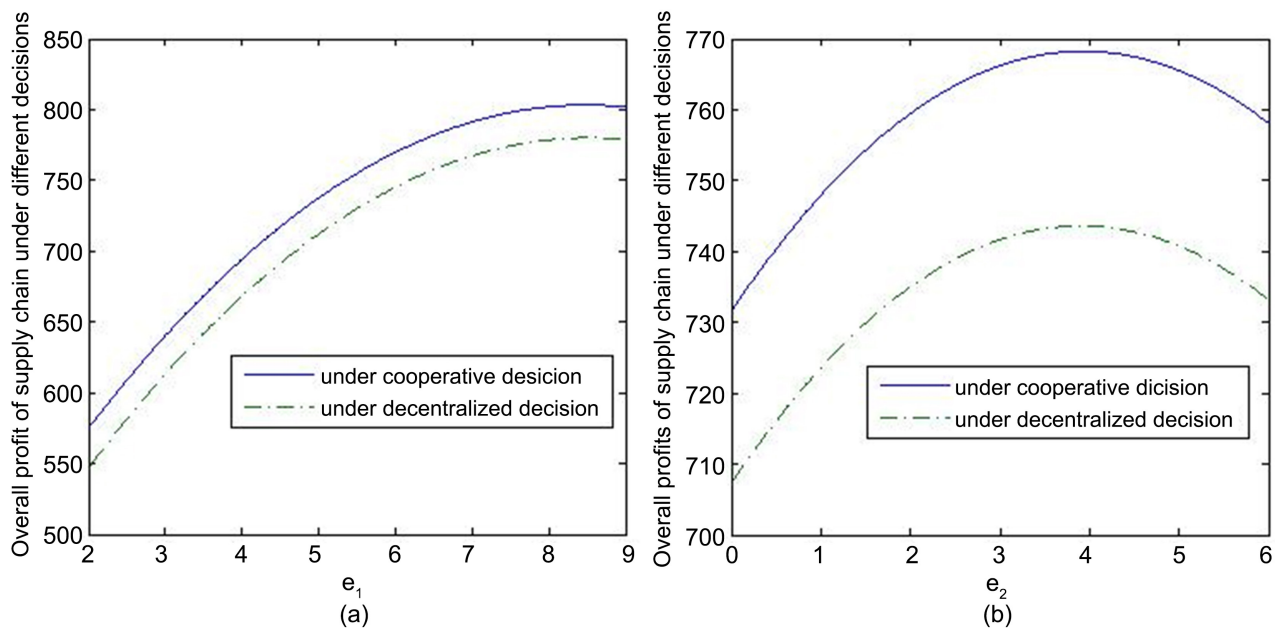 Overall profit of supply chain under different decisions
850
800
750
700
650
600
550
500
2 3 4 5 6 7 8 9
under cooperative desicion
under decentralized decision
e1
(a)
Overall profits of supply chain under different decisions
770
760
750
740
730
720
710
700
0 1 2 3 4 5 6
under cooperative dicision
under decentralized decision
e2
(b)